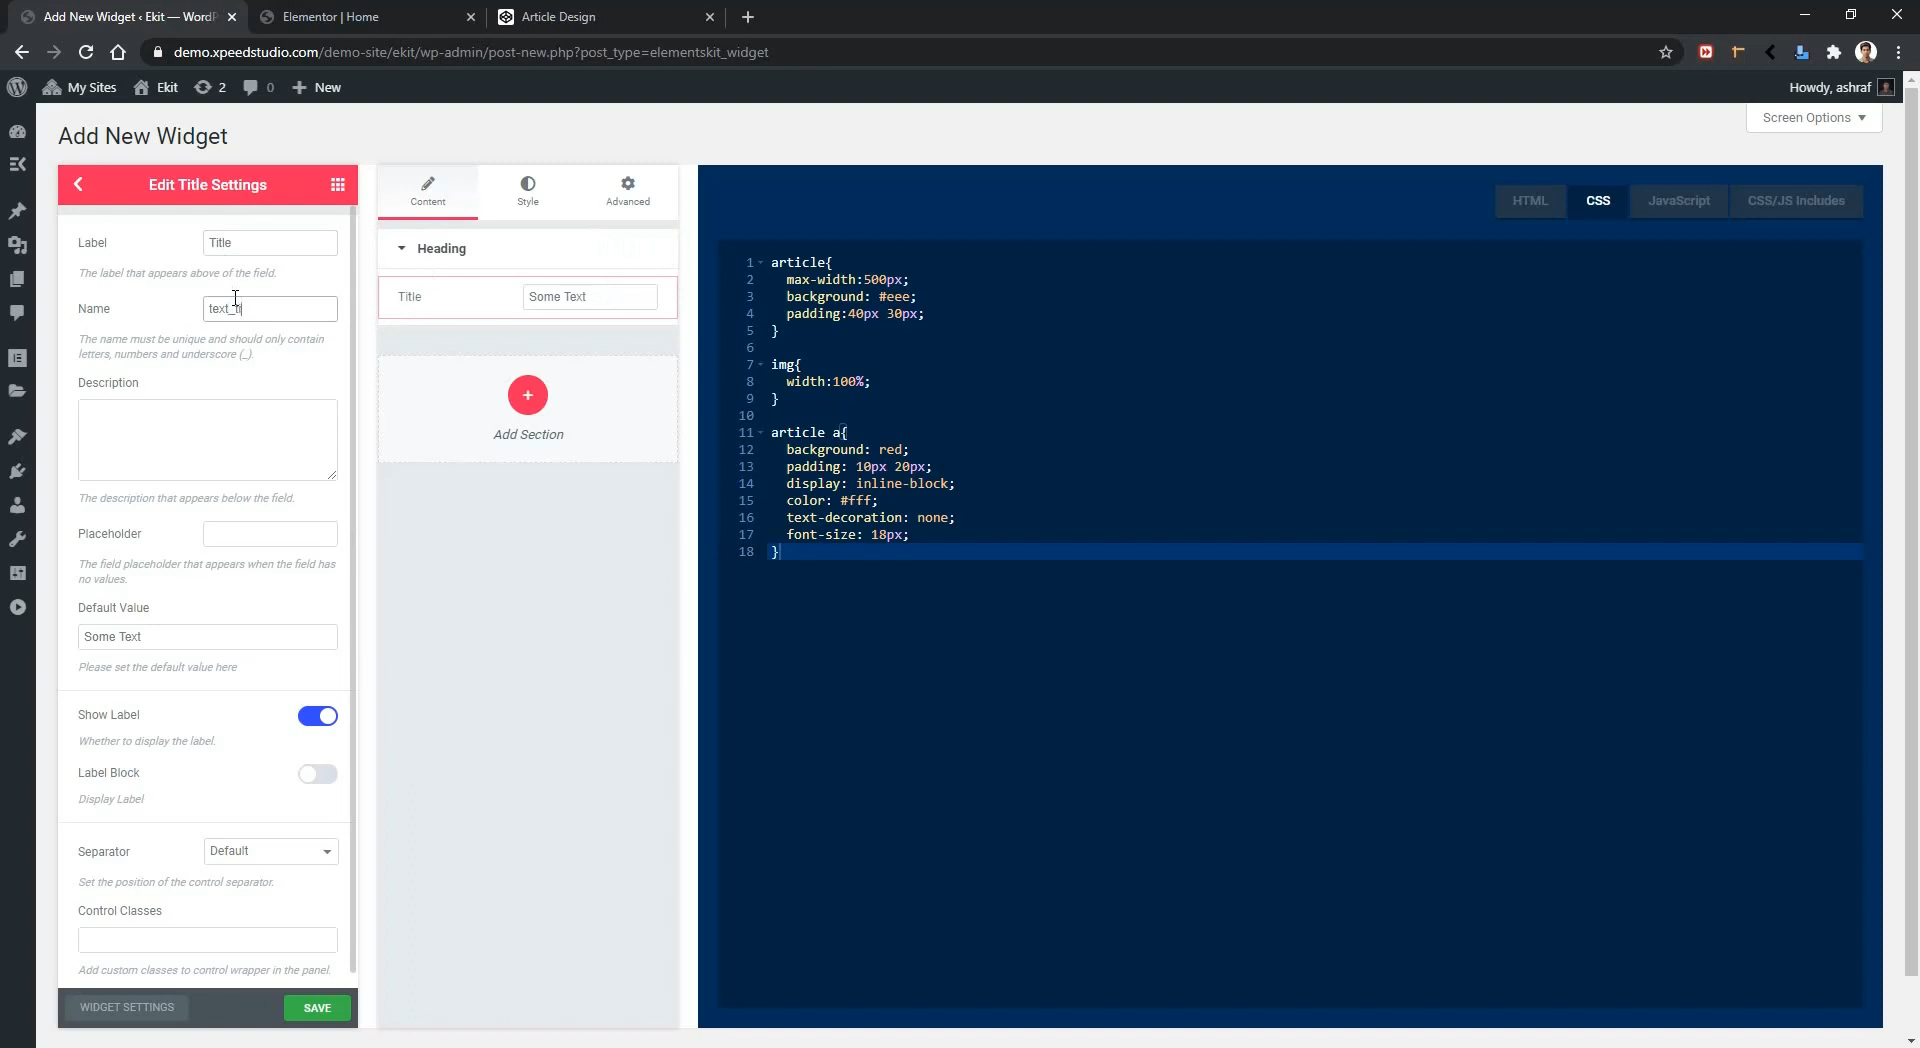 Add New Widget ‹ Ekit — WordP
Elementor | Home
Article Design
demo.xpeedstudio.com/demo-site/ekit/wp-admin/post-new.php?post_type=elementskit_widget
My Sites
Ekit
2
0
New
Howdy, ashraf
Screen Options
Add New Widget
Edit Title Settings
Label
Title
The label that appears above of the field.
Name
text_ti
The name must be unique and should only contain
letters, numbers and underscore (_).
Description
The description that appears below the field.
Placeholder
The field placeholder that appears when the field has
no values.
Default Value
Some Text
Please set the default value here
Show Label
Whether to display the label.
Label Block
Display Label
Separator
Default
Set the position of the control separator.
Control Classes
Add custom classes to control wrapper in the panel.
WIDGET SETTINGS
SAVE
Content
Style
Advanced
Heading
Title
Some Text
+
Add Section
HTML
CSS
JavaScript
CSS/JS Includes
1 article{
2 max-width:500px;
3 background: #eee;
4 padding:40px 30px;
5 }
6
7 img{
8 width:100%;
9 }
10
11 article a{
12 background: red;
13 padding: 10px 20px;
14 display: inline-block;
15 color: #fff;
16 text-decoration: none;
17 font-size: 18px;
18 }